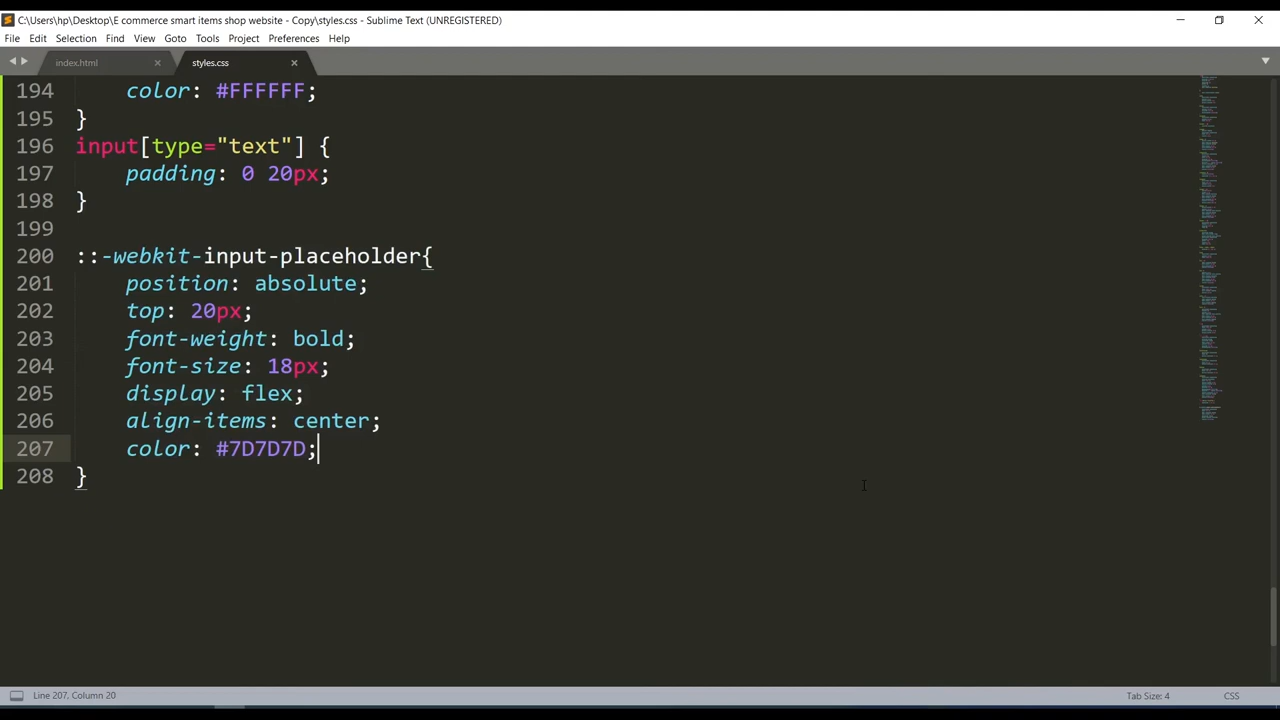 C:\Users\hp\Desktop\E commerce smart items shop website - Copy\styles.css - Sublime Text (UNREGISTERED)
File Edit Selection Find View Goto Tools Project Preferences Help
index.html styles.css
194 color: #FFFFFF;
195 }
196 input[type="text"] {
197 padding: 0 20px;
198 }
199
200 ::-webkit-input-placeholder{
201 position: absolute;
202 top: 20px;
203 font-weight: bold;
204 font-size: 18px;
205 display: flex;
206 align-items: center;
207 color: #7D7D7D;
208 }
Line 207, Column 20 Tab Size: 4 CSS